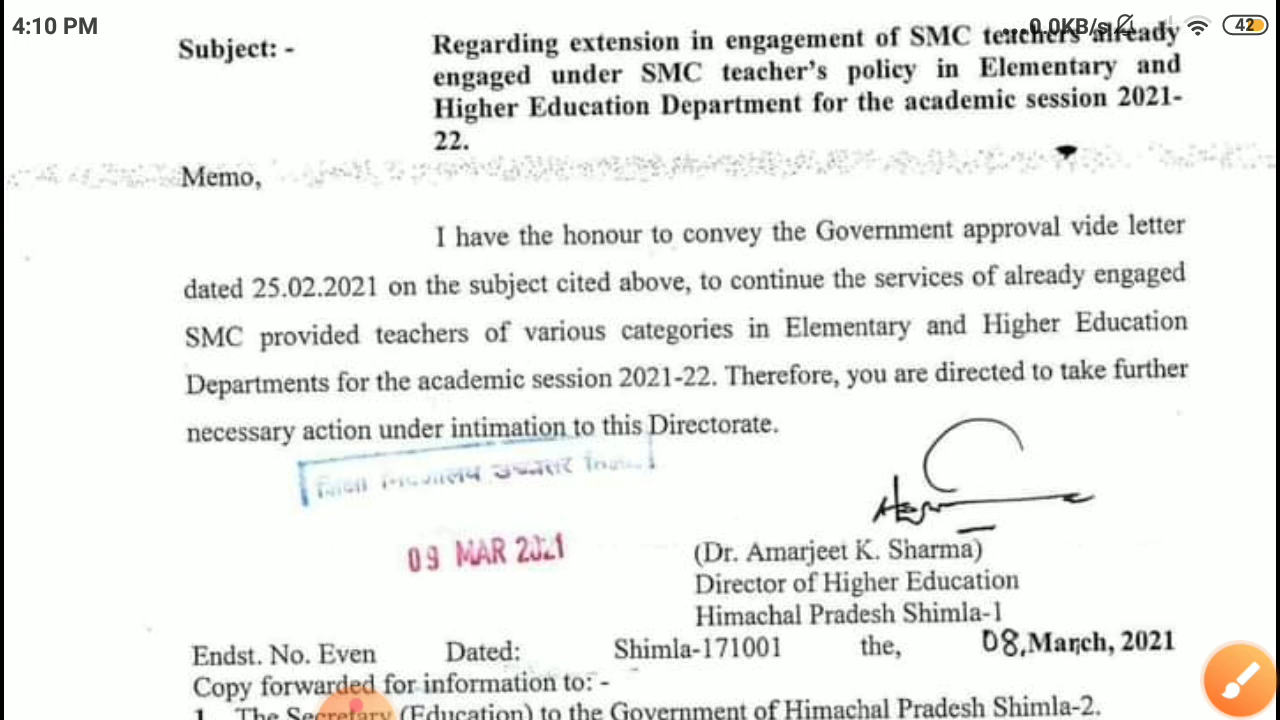 4:10 PM
0.0KB/s
42
Subject: - Regarding extension in engagement of SMC teachers already
engaged under SMC teacher's policy in Elementary and
Higher Education Department for the academic session 2021-
22.
Memo,
I have the honour to convey the Government approval vide letter
dated 25.02.2021 on the subject cited above, to continue the services of already engaged
SMC provided teachers of various categories in Elementary and Higher Education
Departments for the academic session 2021-22. Therefore, you are directed to take further
necessary action under intimation to this Directorate.
09 MAR 2021
(Dr. Amarjeet K. Sharma)
Director of Higher Education
Himachal Pradesh Shimla-1
Endst. No. Even Dated: Shimla-171001 the, 08,March, 2021
Copy forwarded for information to: -
1. The Secretary (Education) to the Government of Himachal Pradesh Shimla-2.